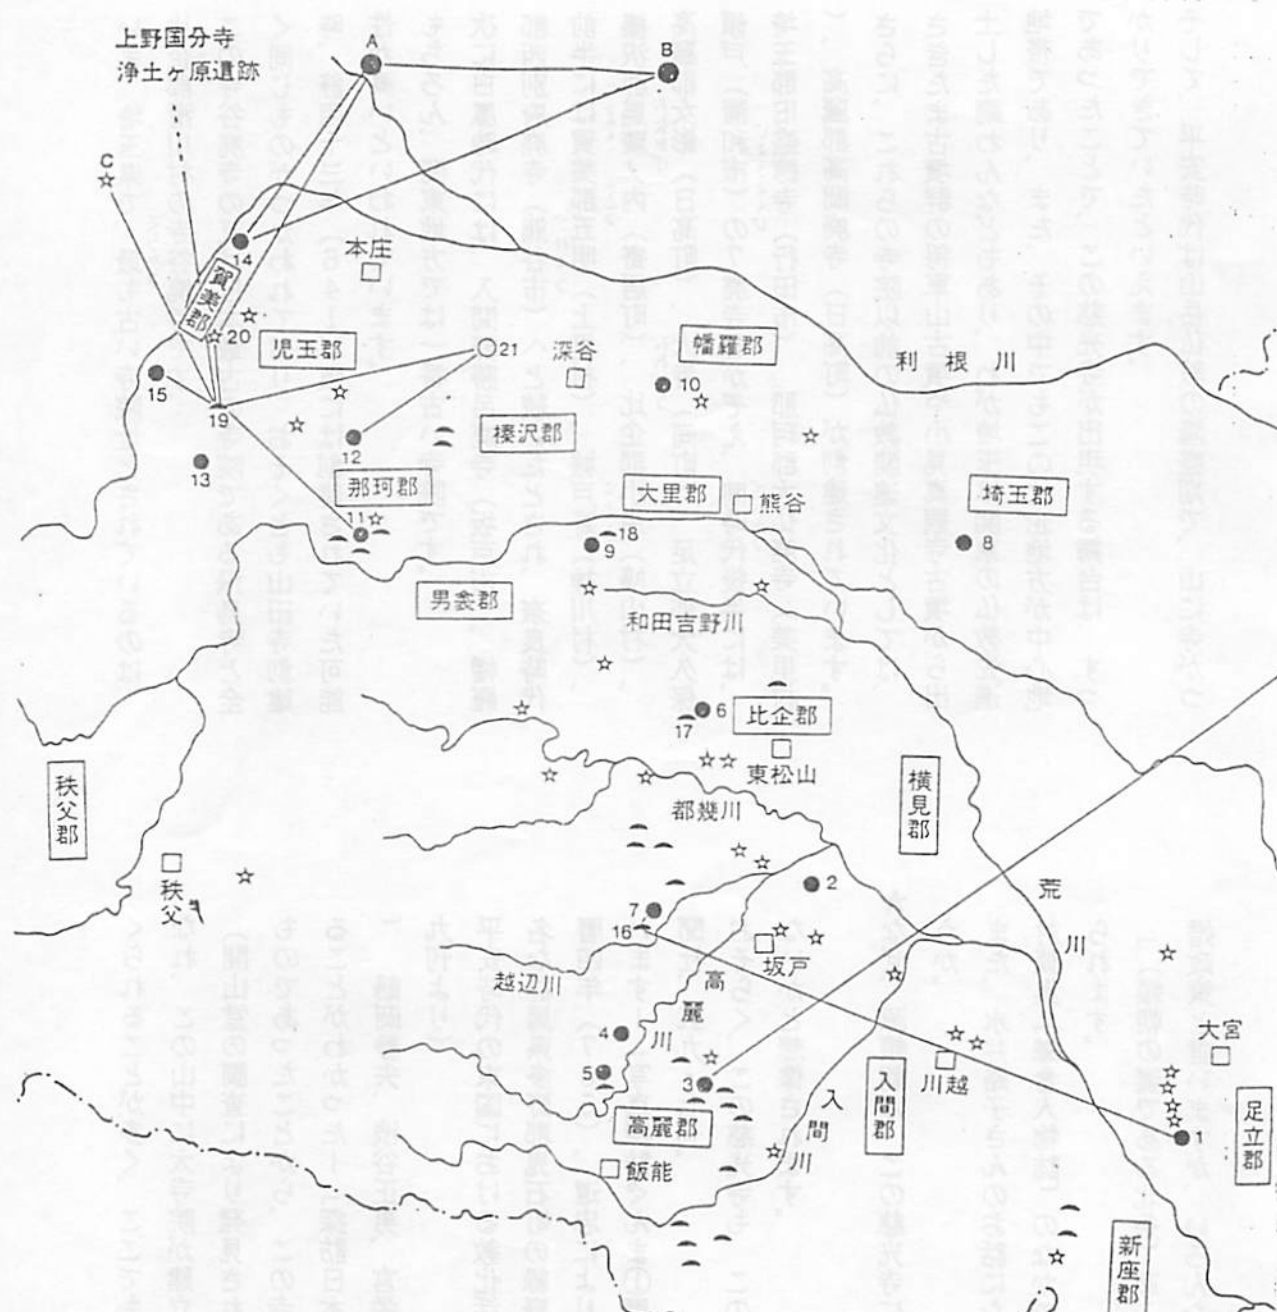 上野国分寺
浄土ヶ原遺跡
A
B
C
14
本庄
賀美郡
20
児玉郡
21
深谷
幡羅郡
利根川
15
19
10
12
榛沢郡
13
那珂郡
大里郡
熊谷
埼玉郡
11
18
9
8
男衾郡
和田吉野川
6
17
比企郡
東松山
秩父郡
横見郡
都幾川
秩父
2
荒川
7
16
坂戸
越辺川
高麗川
4
大宮
5
3
川越
入間郡
足立郡
高麗郡
入間川
1
飯能
新座郡